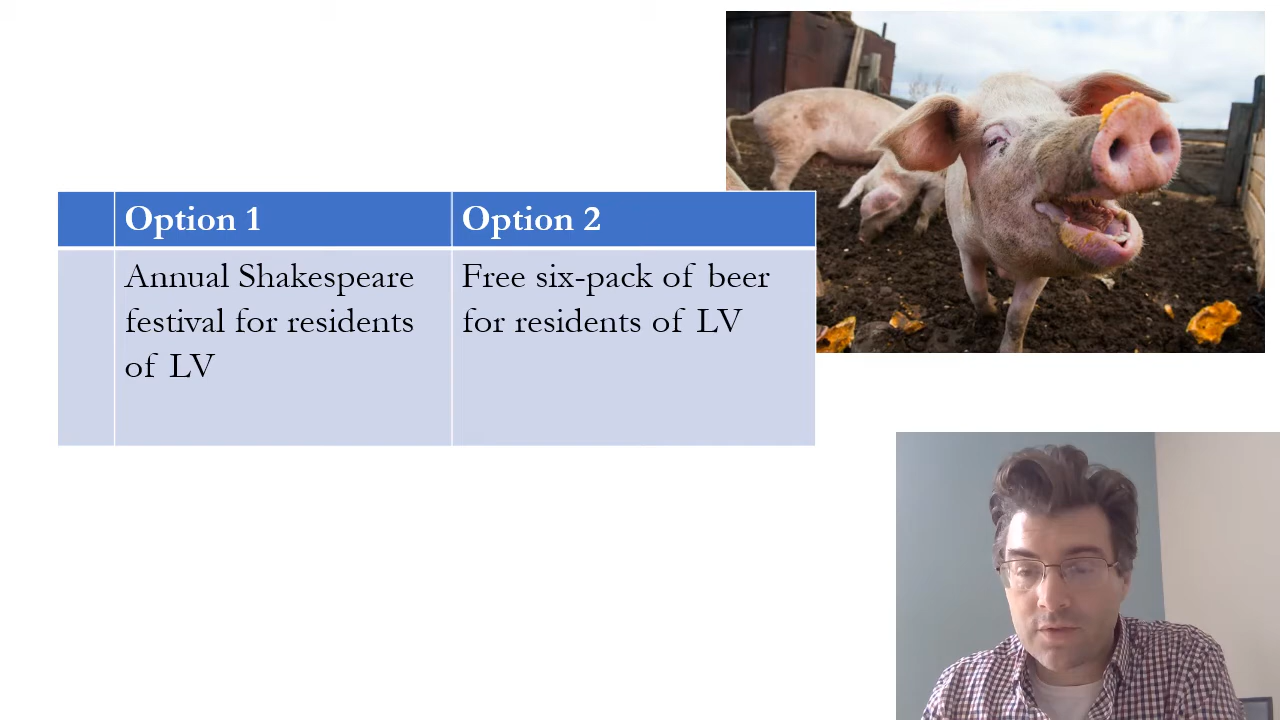 Option 1
Option 2
Annual Shakespeare
festival for residents
of LV
Free six-pack of beer
for residents of LV